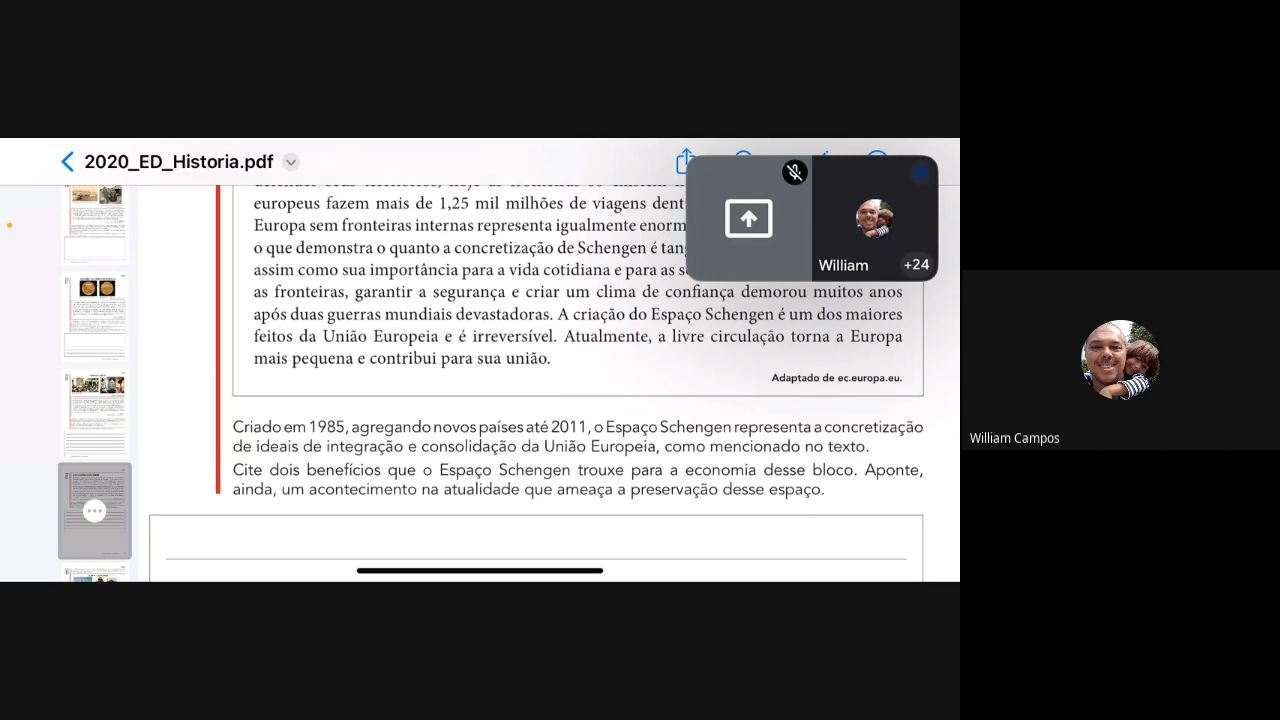 2020_ED_Historia.pdf
europeus fazem mais de 1,25 mil milhões de viagens dent
Europa sem fronteiras internas representa igualmente enorm
o que demonstra o quanto a concretização de Schengen é tang
assim como sua importância para a vida cotidiana e para as s
as fronteiras, garantir a segurança e criar um clima de confiança demorou muitos anos
após duas guerras mundiais devastadoras. A criação do Espaço Schengen é um dos maiores
feitos da União Europeia e é irreversível. Atualmente, a livre circulação torna a Europa
mais pequena e contribui para sua união.
Adaptado de ec.europa.eu.
Criado em 1985, agregando novos países até 2011, o Espaço Schengen representa a concretização
de ideais de integração e consolidação da União Europeia, como mencionado no texto.
Cite dois benefícios que o Espaço Schengen trouxe para a economia desse bloco. Aponte,
ainda, um acontecimento na atualidade que ameaça a preservação desse espaço.
William
+24
William Campos